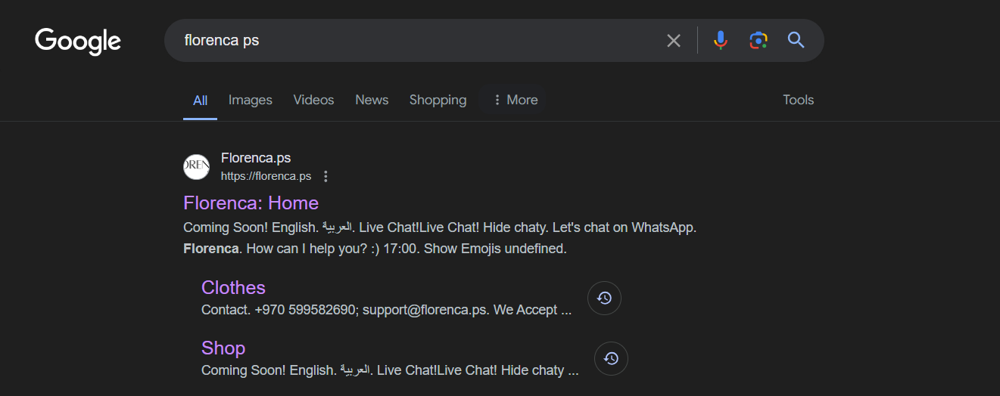 Google
florenca ps
All Images Videos News Shopping More Tools
OREN
Florenca.ps
https://florenca.ps
Florenca: Home
Coming Soon! English. العربية. Live Chat!Live Chat! Hide chaty. Let's chat on WhatsApp.
Florenca. How can I help you? :) 17:00. Show Emojis undefined.
Clothes
Contact. +970 599582690; support@florenca.ps. We Accept ...
Shop
Coming Soon! English. العربية. Live Chat!Live Chat! Hide chaty ...